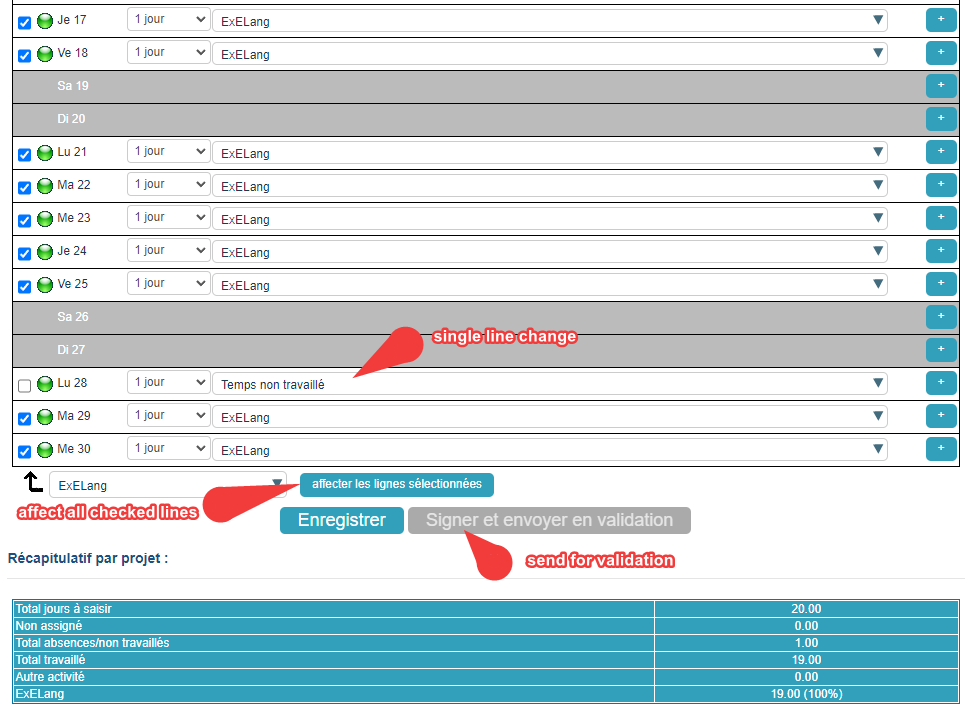 Je 17 1 jour ExELang +
Ve 18 1 jour ExELang +
Sa 19 +
Di 20 +
Lu 21 1 jour ExELang +
Ma 22 1 jour ExELang +
Me 23 1 jour ExELang +
Je 24 1 jour ExELang +
Ve 25 1 jour ExELang +
Sa 26 +
single line change
Di 27 +
Lu 28 1 jour Temps non travaillé +
Ma 29 1 jour ExELang +
Me 30 1 jour ExELang +
ExELang affecter les lignes sélectionnées
affect all checked lines
Enregistrer Signer et envoyer en validation
Récapitulatif par projet :
send for validation
Total jours à saisir 20.00
Non assigné 0.00
Total absences/non travaillés 1.00
Total travaillé 19.00
Autre activité 0.00
ExELang 19.00 (100%)